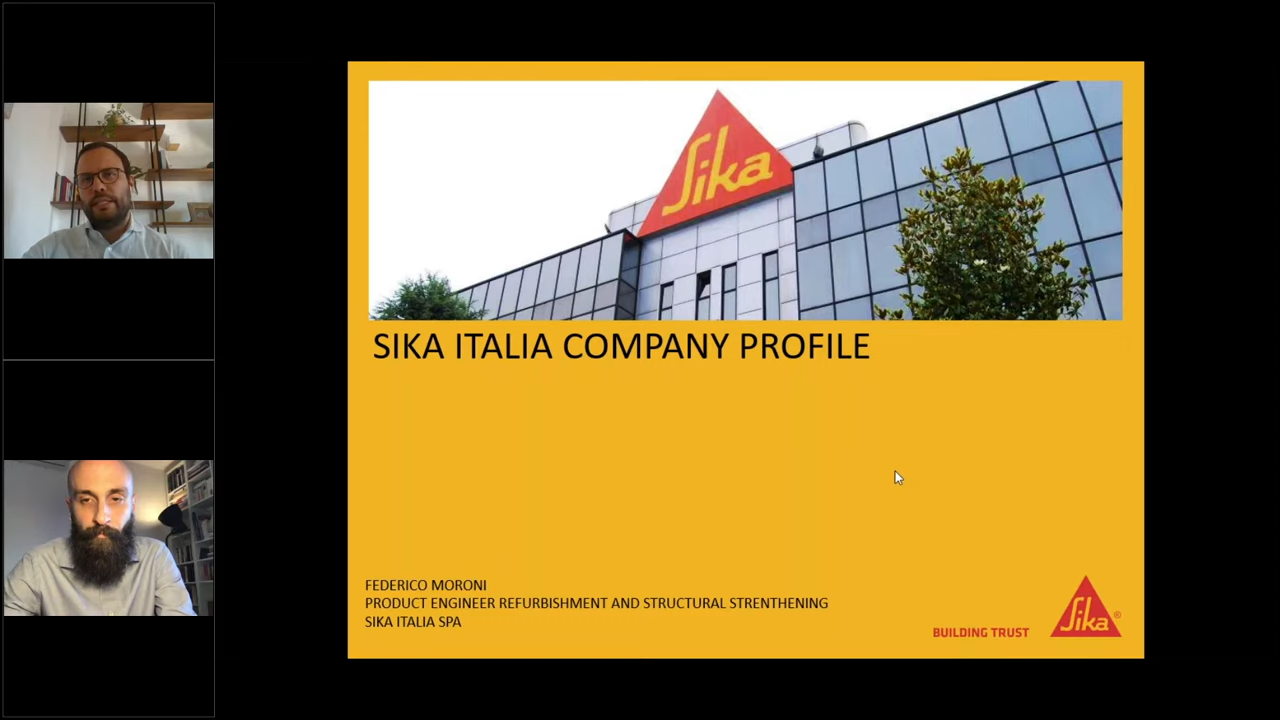 Sika
SIKA ITALIA COMPANY PROFILE
FEDERICO MORONI
PRODUCT ENGINEER REFURBISHMENT AND STRUCTURAL STRENTHENING
SIKA ITALIA SPA
BUILDING TRUST
Sika®